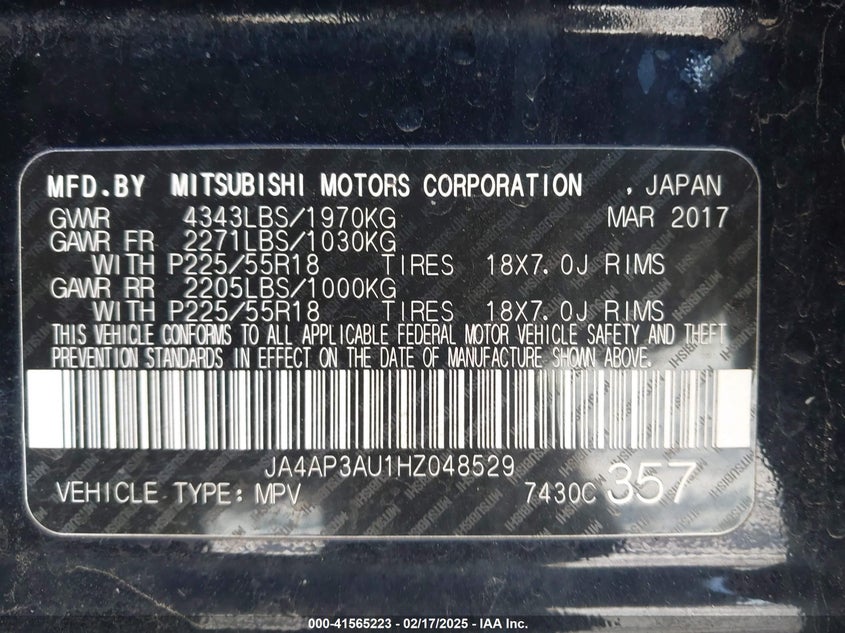 MFD.BY MITSUBISHI MOTORS CORPORATION , JAPAN
GWWR 4343LBS/1970KG MAR 2017
GAWR FR 2271LBS/1030KG
WITH P225/55R18 TIRES 18X7.0J RIMS
GAWR RR 2205LBS/1000KG
WITH P225/55R18 TIRES 18X7.0J RIMS
THIS VEHICLE CONFORMS TO ALL APPLICABLE FEDERAL MOTOR VEHICLE SAFETY AND THEFT
PREVENTION STANDARDS IN EFFECT ON THE DATE OF MANUFACTURE SHOWN ABOVE.
JA4AP3AU1HZ048529
VEHICLE TYPE: MPV 7430C 357
000-41565223 - 02/17/2025 - IAA Inc.